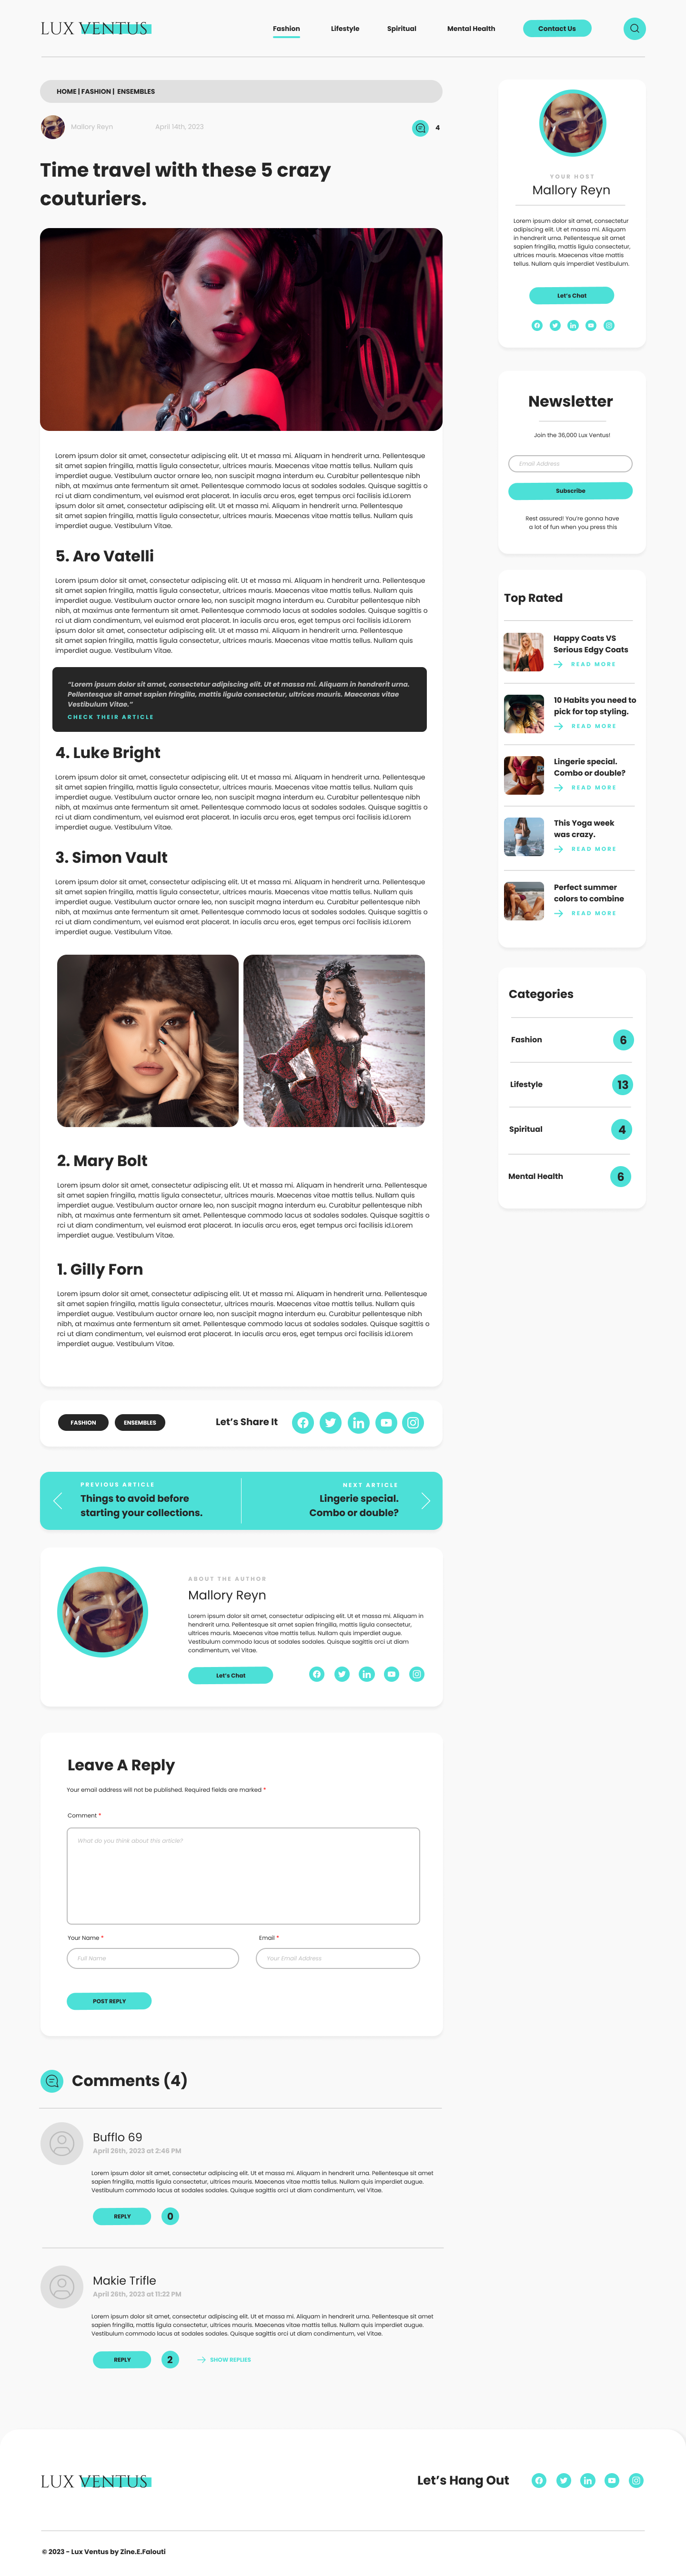 LUX VENTUS
Fashion
Lifestyle
Spiritual
Mental Health
Contact Us
HOME | FASHION | ENSEMBLES
Mallory Reyn
April 14th, 2023
4
Time travel with these 5 crazy
couturiers.
Lorem ipsum dolor sit amet, consectetur adipiscing elit. Ut et massa mi. Aliquam in hendrerit urna. Pellentesque
sit amet sapien fringilla, mattis ligula consectetur, ultrices mauris. Maecenas vitae mattis tellus. Nullam quis
imperdiet augue. Vestibulum auctor ornare leo, non suscipit magna interdum eu. Curabitur pellentesque nibh
nibh, at maximus ante fermentum sit amet. Pellentesque commodo lacus at sodales sodales. Quisque sagittis o
rci ut diam condimentum, vel euismod erat placerat. In iaculis arcu eros, eget tempus orci facilisis id.Lorem
ipsum dolor sit amet, consectetur adipiscing elit. Ut et massa mi. Aliquam in hendrerit urna. Pellentesque
sit amet sapien fringilla, mattis ligula consectetur, ultrices mauris. Maecenas vitae mattis tellus. Nullam quis
imperdiet augue. Vestibulum Vitae.
5. Aro Vatelli
Lorem ipsum dolor sit amet, consectetur adipiscing elit. Ut et massa mi. Aliquam in hendrerit urna. Pellentesque
sit amet sapien fringilla, mattis ligula consectetur, ultrices mauris. Maecenas vitae mattis tellus. Nullam quis
imperdiet augue. Vestibulum auctor ornare leo, non suscipit magna interdum eu. Curabitur pellentesque nibh
nibh, at maximus ante fermentum sit amet. Pellentesque commodo lacus at sodales sodales. Quisque sagittis o
rci ut diam condimentum, vel euismod erat placerat. In iaculis arcu eros, eget tempus orci facilisis id.Lorem
ipsum dolor sit amet, consectetur adipiscing elit. Ut et massa mi. Aliquam in hendrerit urna. Pellentesque
sit amet sapien fringilla, mattis ligula consectetur, ultrices mauris. Maecenas vitae mattis tellus. Nullam quis
imperdiet augue. Vestibulum Vitae.
"Lorem ipsum dolor sit amet, consectetur adipiscing elit. Ut et massa mi. Aliquam in hendrerit urna.
Pellentesque sit amet sapien fringilla, mattis ligula consectetur, ultrices mauris. Maecenas vitae
Vestibulum Vitae."
CHECK THEIR ARTICLE
4. Luke Bright
Lorem ipsum dolor sit amet, consectetur adipiscing elit. Ut et massa mi. Aliquam in hendrerit urna. Pellentesque
sit amet sapien fringilla, mattis ligula consectetur, ultrices mauris. Maecenas vitae mattis tellus. Nullam quis
imperdiet augue. Vestibulum auctor ornare leo, non suscipit magna interdum eu. Curabitur pellentesque nibh
nibh, at maximus ante fermentum sit amet. Pellentesque commodo lacus at sodales sodales. Quisque sagittis o
rci ut diam condimentum, vel euismod erat placerat. In iaculis arcu eros, eget tempus orci facilisis id.Lorem
imperdiet augue. Vestibulum Vitae.
3. Simon Vault
Lorem ipsum dolor sit amet, consectetur adipiscing elit. Ut et massa mi. Aliquam in hendrerit urna. Pellentesque
sit amet sapien fringilla, mattis ligula consectetur, ultrices mauris. Maecenas vitae mattis tellus. Nullam quis
imperdiet augue. Vestibulum auctor ornare leo, non suscipit magna interdum eu. Curabitur pellentesque nibh
nibh, at maximus ante fermentum sit amet. Pellentesque commodo lacus at sodales sodales. Quisque sagittis o
rci ut diam condimentum, vel euismod erat placerat. In iaculis arcu eros, eget tempus orci facilisis id.Lorem
imperdiet augue. Vestibulum Vitae.
2. Mary Bolt
Lorem ipsum dolor sit amet, consectetur adipiscing elit. Ut et massa mi. Aliquam in hendrerit urna. Pellentesque
sit amet sapien fringilla, mattis ligula consectetur, ultrices mauris. Maecenas vitae mattis tellus. Nullam quis
imperdiet augue. Vestibulum auctor ornare leo, non suscipit magna interdum eu. Curabitur pellentesque nibh
nibh, at maximus ante fermentum sit amet. Pellentesque commodo lacus at sodales sodales. Quisque sagittis o
rci ut diam condimentum, vel euismod erat placerat. In iaculis arcu eros, eget tempus orci facilisis id.Lorem
imperdiet augue. Vestibulum Vitae.
1. Gilly Forn
Lorem ipsum dolor sit amet, consectetur adipiscing elit. Ut et massa mi. Aliquam in hendrerit urna. Pellentesque
sit amet sapien fringilla, mattis ligula consectetur, ultrices mauris. Maecenas vitae mattis tellus. Nullam quis
imperdiet augue. Vestibulum auctor ornare leo, non suscipit magna interdum eu. Curabitur pellentesque nibh
nibh, at maximus ante fermentum sit amet. Pellentesque commodo lacus at sodales sodales. Quisque sagittis o
rci ut diam condimentum, vel euismod erat placerat. In iaculis arcu eros, eget tempus orci facilisis id.Lorem
imperdiet augue. Vestibulum Vitae.
FASHION
ENSEMBLES
Let's Share It
PREVIOUS ARTICLE
Things to avoid before
starting your collections.
NEXT ARTICLE
Lingerie special.
Combo or double?
ABOUT THE AUTHOR
Mallory Reyn
Lorem ipsum dolor sit amet, consectetur adipiscing elit. Ut et massa mi. Aliquam in
hendrerit urna. Pellentesque sit amet sapien fringilla, mattis ligula consectetur,
ultrices mauris. Maecenas vitae mattis tellus. Nullam quis imperdiet augue.
Vestibulum commodo lacus at sodales sodales. Quisque sagittis orci ut diam
condimentum, vel Vitae.
Let's Chat
Leave A Reply
Your email address will not be published. Required fields are marked *
Comment *
What do you think about this article?
Your Name *
Email *
Full Name
Your Email Address
POST REPLY
Comments (4)
Bufflo 69
April 26th, 2023 at 2:46 PM
Lorem ipsum dolor sit amet, consectetur adipiscing elit. Ut et massa mi. Aliquam in hendrerit urna. Pellentesque sit amet
sapien fringilla, mattis ligula consectetur, ultrices mauris. Maecenas vitae mattis tellus. Nullam quis imperdiet augue.
Vestibulum commodo lacus at sodales sodales. Quisque sagittis orci ut diam condimentum, vel Vitae.
REPLY
0
Makie Trifle
April 26th, 2023 at 11:22 PM
Lorem ipsum dolor sit amet, consectetur adipiscing elit. Ut et massa mi. Aliquam in hendrerit urna. Pellentesque sit amet
sapien fringilla, mattis ligula consectetur, ultrices mauris. Maecenas vitae mattis tellus. Nullam quis imperdiet augue.
Vestibulum commodo lacus at sodales sodales. Quisque sagittis orci ut diam condimentum, vel Vitae.
REPLY
2
SHOW REPLIES
YOUR HOST
Mallory Reyn
Lorem ipsum dolor sit amet, consectetur
adipiscing elit. Ut et massa mi. Aliquam
in hendrerit urna. Pellentesque sit amet
sapien fringilla, mattis ligula consectetur,
ultrices mauris. Maecenas vitae mattis
tellus. Nullam quis imperdiet Vestibulum.
Let's Chat
Newsletter
Join the 36,000 Lux Ventus!
Email Address
Subscribe
Rest assured! You're gonna have
a lot of fun when you press this
Top Rated
Happy Coats VS
Serious Edgy Coats
READ MORE
10 Habits you need to
pick for top styling.
READ MORE
Lingerie special.
Combo or double?
READ MORE
This Yoga week
was crazy.
READ MORE
Perfect summer
colors to combine
READ MORE
Categories
Fashion 6
Lifestyle 13
Spiritual 4
Mental Health 6
LUX VENTUS
Let's Hang Out
© 2023 - Lux Ventus by Zine.E.Falouti